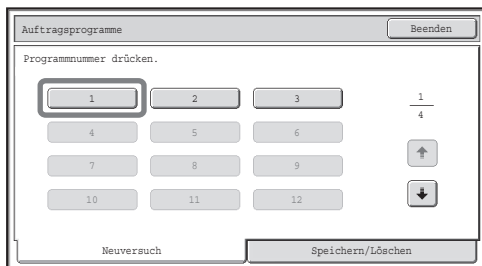 Auftragsprogramme Beenden
Programmnummer drücken.
1 2 3
4 5 6
7 8 9
10 11 12
1
4
Neuversuch Speichern/Löschen